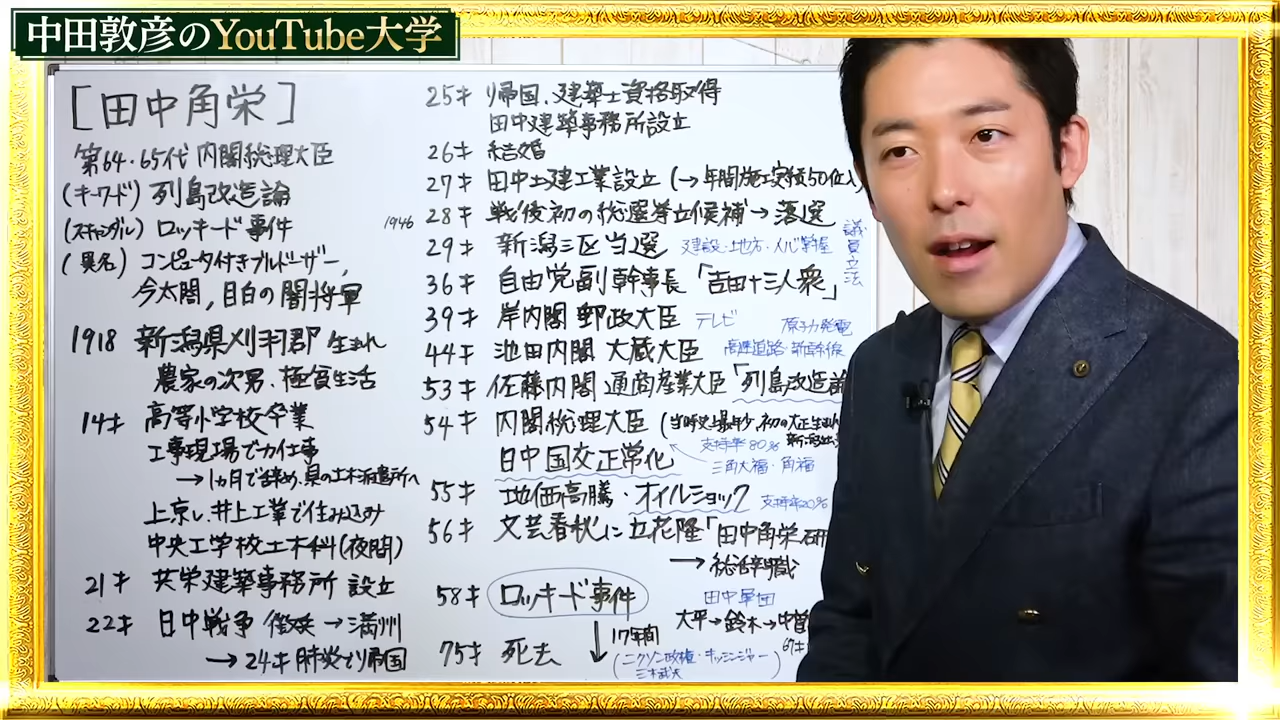 中田敦彦のYouTube大学
[田中角栄]
第64・65代 内閣総理大臣
(キーワード) 列島改造論
(スキャンダル) ロッキード事件
(異名) コンピュータ付きブルドーザー,
今太閤, 目白の闇将軍
1918 新潟県刈羽郡 生まれ
農家の次男、極貧生活
14才 高等小学校卒業
工事現場で力仕事
→1ヵ月で辞め、県の土木派遣所へ
上京し、井上工業で住み込み
中央工学校土木科(夜間)
21才 共栄建築事務所 設立
22才 日中戦争 徴兵→満州
→24才 肺炎で帰国
25才 帰国、建築士資格取得
田中建築事務所設立
26才 結婚
27才 田中土建工業設立 (→年間施工実績50位入)
1946 28才 戦後初の総選挙立候補→落選
29才 新潟三区当選 建設・地方・人心掌握
議員立法
36才 自由党副幹事長「吉田十三人衆」
39才 岸内閣 郵政大臣 テレビ 原子力発電
44才 池田内閣 大蔵大臣 高速道路・新幹線
53才 佐藤内閣 通商産業大臣「列島改造論
54才 内閣総理大臣 (当時史上最年少、初の大正生まれ
支持率80%
日中国交正常化 三角大福・角福
55才 地価高騰・オイルショック 支持率20%
56才 文芸春秋に立花隆「田中角栄研
→総辞職
58才 ロッキード事件 田中軍団
大平→鈴木→中曽
↓17年間 67才
75才 死去 (ニクソン政権・キッシンジャー)
三木武夫